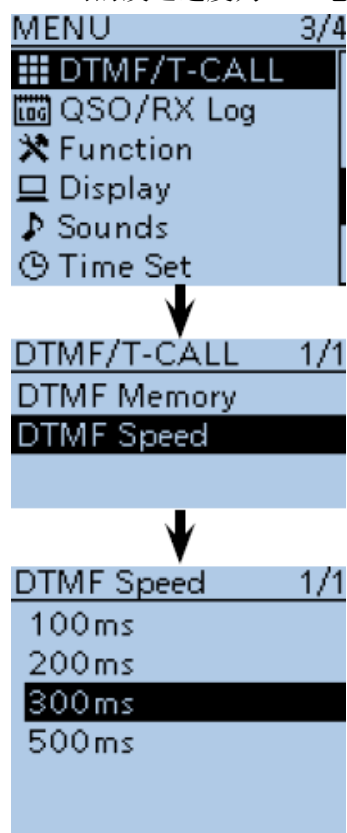 MENU 3/4
DTMF/T-CALL
LOG QSO/RX Log
Function
Display
Sounds
Time Set
DTMF/T-CALL 1/1
DTMF Memory
DTMF Speed
DTMF Speed 1/1
100ms
200ms
300ms
500ms